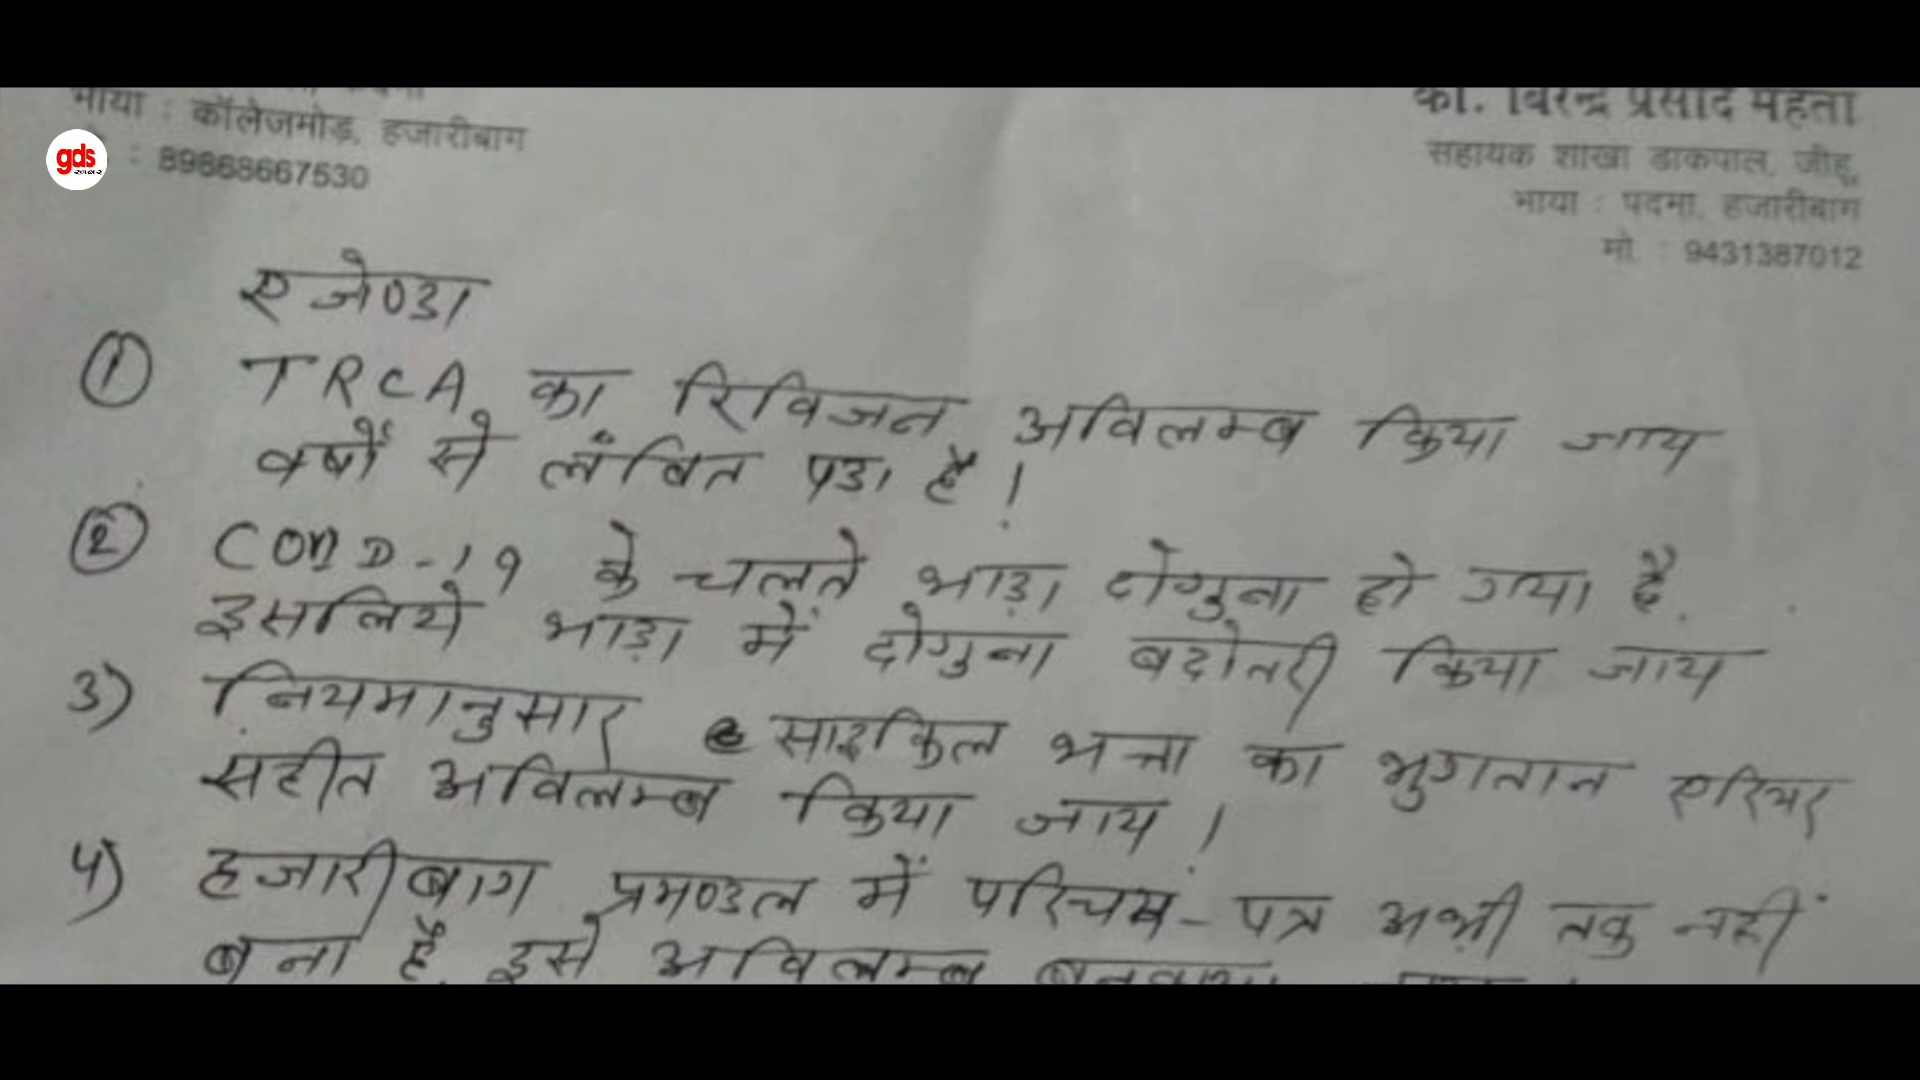 भाया : कॉलेजमोड़, हजारीबाग
: 89868667530
का. विरेन्द्र प्रसाद महता
सहायक शाखा डाकपाल, जीहू,
भाया : पदमा, हजारीबाग
मो. : 9431387012
gds
खबर
एजेण्डा
① TRCA का रिविजन अविलम्ब किया जाय
वर्षों से लंबित पडा है।
② COVID-19 के चलते भाड़ा दोगुना हो गया है.
इसलिये भाड़ा में दोगुना बढोतरी किया जाय
3) नियमानुसार साइकिल भत्ता का भुगतान एरियर
सहीत अविलम्ब किया जाय।
4) हजारीबाग प्रमण्डल में परिचय-पत्र अभी तक नहीं
बना है. इसे अविलम्ब बनवाया